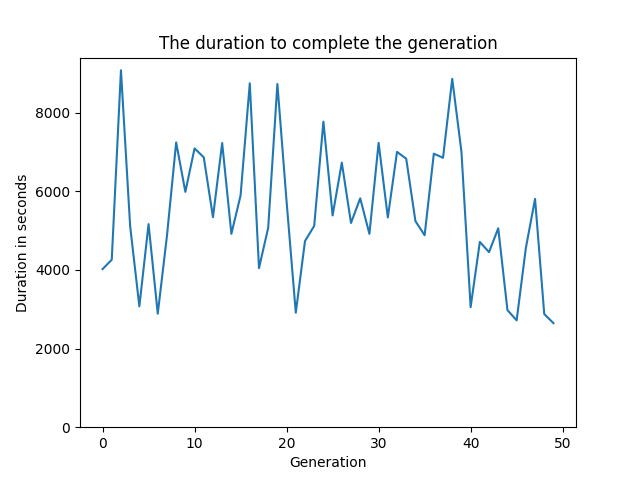 The duration to complete the generation
Duration in seconds
8000
6000
4000
2000
0
0 10 20 30 40 50
Generation